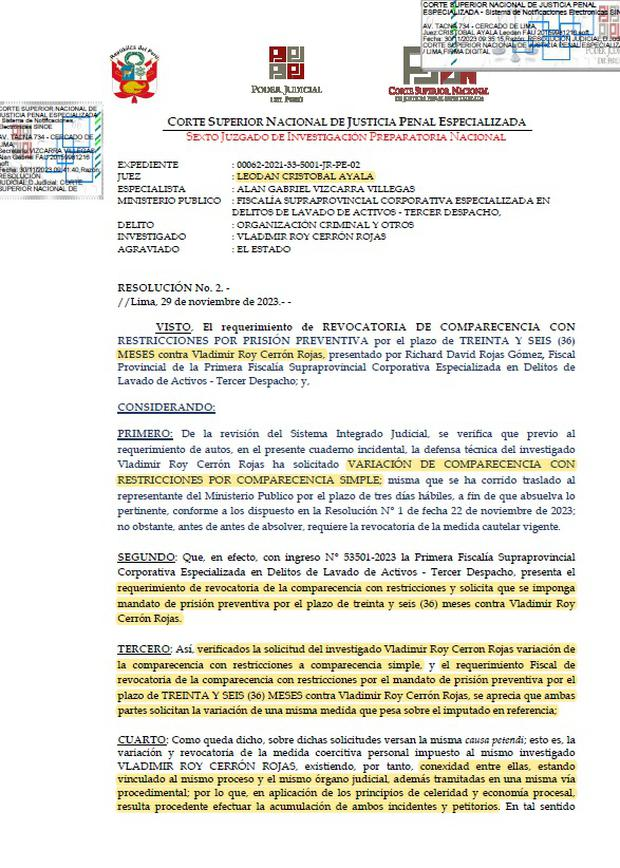 CORTE SUPERIOR NACIONAL DE JUSTICIA PENAL
ESPECIALIZADA - Sistema de Notificaciones Electronicas SINOE
AV. TACNA 734 - CERCADO DE LIMA,
Juez:CRISTOBAL AYALA Leodan FAU 20159981216 soft
Fecha: 30/11/2023 09:35:15,Razón: RESOLUCIÓN JUDICIAL,D.Judicial:
CORTE SUPERIOR NACIONAL DE JUSTICIA PENAL ESPECIALIZADA
LIMA,FIRMA DIGITAL
PODER JUDICIAL
DEL PERÚ
CORTE SUPERIOR NACIONAL
DE JUSTICIA PENAL ESPECIALIZADA
CORTE SUPERIOR NACIONAL DE
JUSTICIA PENAL ESPECIALIZADA
- Sistema de Notificaciones
Electronicas SINOE
AV. TACNA 734 - CERCADO DE
LIMA,
Secretario:VIZCARRA VILLEGAS
Alan Gabriel FAU 20159981216
soft
Fecha: 30/11/2023 09:41:40,Razón:
RESOLUCIÓN
JUDICIAL,D.Judicial: CORTE
SUPERIOR NACIONAL DE
CORTE SUPERIOR NACIONAL DE JUSTICIA PENAL ESPECIALIZADA
SEXTO JUZGADO DE INVESTIGACIÓN PREPARATORIA NACIONAL
EXPEDIENTE : 00062-2021-33-5001-JR-PE-02
JUEZ : LEODAN CRISTOBAL AYALA
ESPECIALISTA : ALAN GABRIEL VIZCARRA VILLEGAS
MINISTERIO PUBLICO : FISCALÍA SUPRAPROVINCIAL CORPORATIVA ESPECIALIZADA EN
DELITOS DE LAVADO DE ACTIVOS - TERCER DESPACHO,
DELITO : ORGANIZACIÓN CRIMINAL Y OTROS
INVESTIGADO : VLADIMIR ROY CERRÓN ROJAS
AGRAVIADO : EL ESTADO
RESOLUCIÓN No. 2. -
//Lima, 29 de noviembre de 2023.- -
VISTO, El requerimiento de REVOCATORIA DE COMPARECENCIA CON
RESTRICCIONES POR PRISIÓN PREVENTIVA por el plazo de TREINTA Y SEIS (36)
MESES contra Vladimir Roy Cerrón Rojas, presentado por Richard David Rojas Gómez, Fiscal
Provincial de la Primera Fiscalía Supraprovincial Corporativa Especializada en Delitos de
Lavado de Activos - Tercer Despacho; y,
CONSIDERANDO:
PRIMERO: De la revisión del Sistema Integrado Judicial, se verifica que previo al
requerimiento de autos, en el presente cuaderno incidental, la defensa técnica del investigado
Vladimir Roy Cerrón Rojas ha solicitado VARIACIÓN DE COMPARECENCIA CON
RESTRICCIONES POR COMPARECENCIA SIMPLE; misma que se ha corrido traslado al
representante del Ministerio Publico por el plazo de tres días hábiles, a fin de que absuelva lo
pertinente, conforme a los dispuesto en la Resolución N° 1 de fecha 22 de noviembre de 2023;
no obstante, antes de antes de absolver, requiere la revocatoria de la medida cautelar vigente.
SEGUNDO: Que, en efecto, con ingreso N° 53501-2023 la Primera Fiscalía Supraprovincial
Corporativa Especializada en Delitos de Lavado de Activos - Tercer Despacho, presenta el
requerimiento de revocatoria de la comparecencia con restricciones y solicita que se imponga
mandato de prisión preventiva por el plazo de treinta y seis (36) meses contra Vladimir Roy
Cerrón Rojas.
TERCERO: Así, verificados la solicitud del investigado Vladimir Roy Cerron Rojas variación de
la comparecencia con restricciones a comparecencia simple, y el requerimiento Fiscal de
revocatoria de la comparecencia con restricciones por el mandato de prisión preventiva por el
plazo de TREINTA Y SEIS (36) MESES contra Vladimir Roy Cerrón Rojas, se aprecia que ambas
partes solicitan la variación de una misma medida que pesa sobre el imputado en referencia;
CUARTO: Como queda dicho, sobre dichas solicitudes versan la misma causa petendi; esto es, la
variación y revocatoria de la medida coercitiva personal impuesto al mismo investigado
VLADIMIR ROY CERRÓN ROJAS, existiendo, por tanto, conexidad entre ellas, estando
vinculado al mismo proceso y el mismo órgano judicial, además tramitadas en una misma vía
procedimental; por lo que, en aplicación de los principios de celeridad y economía procesal,
resulta procedente efectuar la acumulación de ambos incidentes y petitorios. En tal sentido